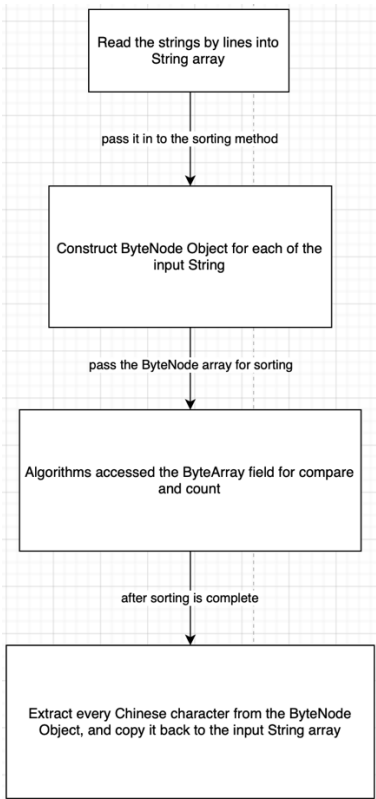 Read the strings by lines into
String array
pass it in to the sorting method
Construct ByteNode Object for each of the
input String
pass the ByteNode array for sorting
Algorithms accessed the ByteArray field for compare
and count
after sorting is complete
Extract every Chinese character from the ByteNode
Object, and copy it back to the input String array